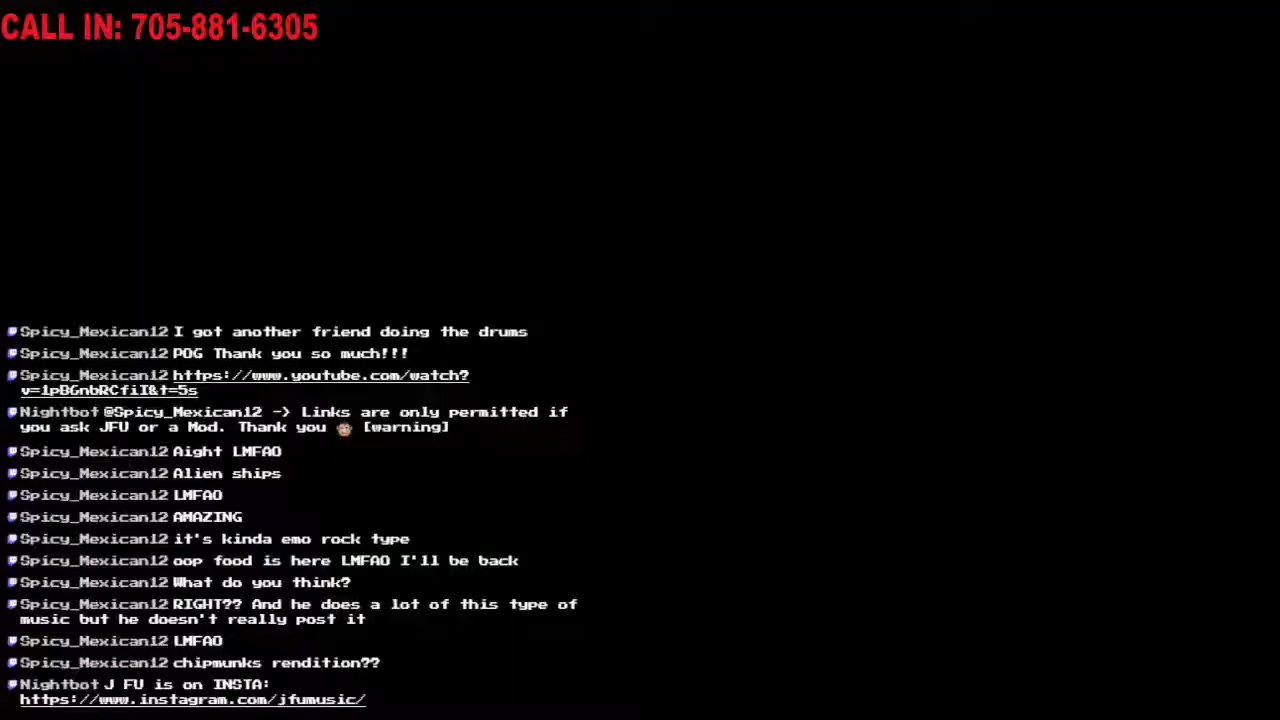 CALL IN: 705-881-6305
Spicy_Mexican12 I got another friend doing the drums
Spicy_Mexican12 POG Thank you so much!!!
Spicy_Mexican12 https://www.youtube.com/watch?
v=1pBGnbRCfiI&t=5s
Nightbot @Spicy_Mexican12 -> Links are only permitted if
you ask JFU or a Mod. Thank you 🐵 [warning]
Spicy_Mexican12 Aight LMFAO
Spicy_Mexican12 Alien ships
Spicy_Mexican12 LMFAO
Spicy_Mexican12 AMAZING
Spicy_Mexican12 it's kinda emo rock type
Spicy_Mexican12 oop food is here LMFAO I'll be back
Spicy_Mexican12 What do you think?
Spicy_Mexican12 RIGHT?? And he does a lot of this type of
music but he doesn't really post it
Spicy_Mexican12 LMFAO
Spicy_Mexican12 chipmunks rendition??
Nightbot J FU is on INSTA:
https://www.instagram.com/jfumusic/